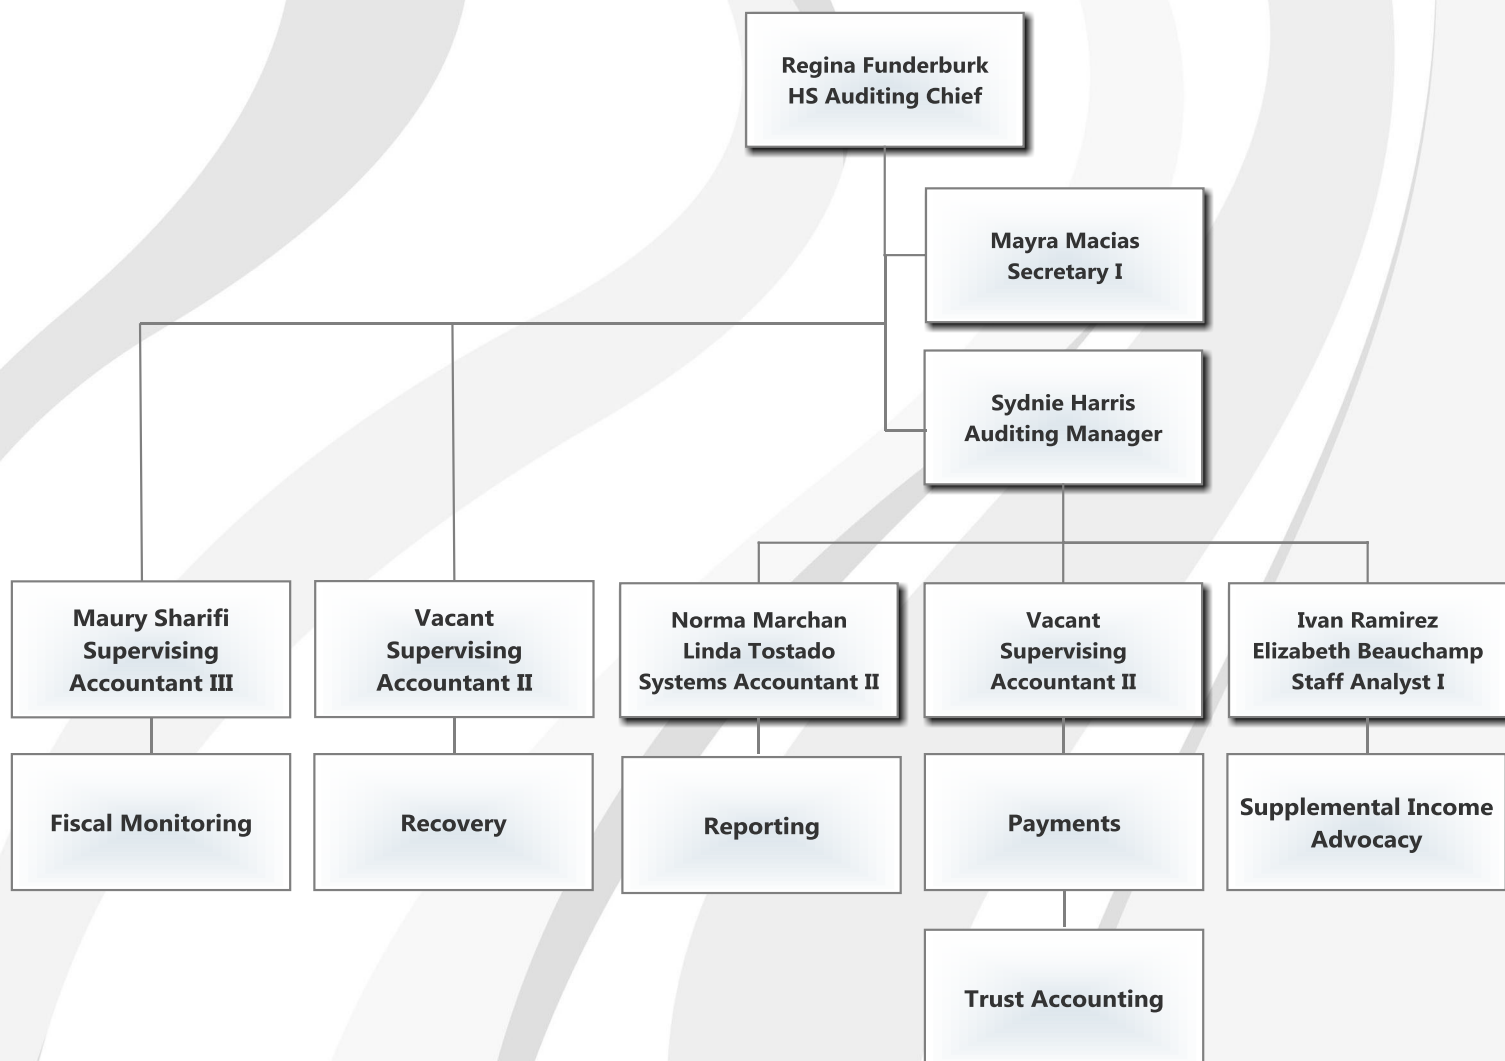 Regina Funderburk
HS Auditing Chief
Mayra Macias
Secretary I
Sydnie Harris
Auditing Manager
Maury Sharifi
Supervising
Accountant III
Vacant
Supervising
Accountant II
Norma Marchan
Linda Tostado
Systems Accountant II
Vacant
Supervising
Accountant II
Ivan Ramirez
Elizabeth Beauchamp
Staff Analyst I
Fiscal Monitoring
Recovery
Reporting
Payments
Supplemental Income
Advocacy
Trust Accounting